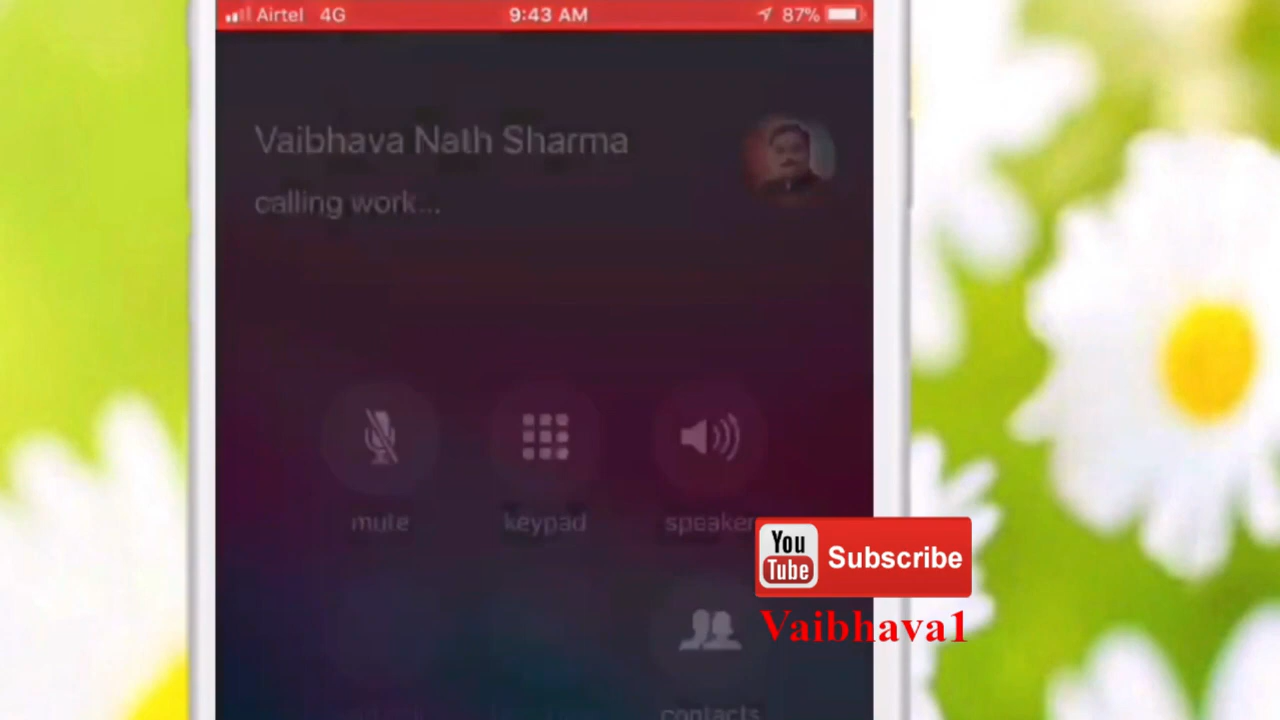 Airtel 4G 9:43 AM 87%
Vaibhava Nath Sharma
calling work...
mute keypad speaker
You
Tube
Subscribe
Vaibhava1
contacts